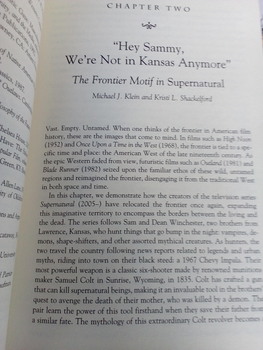 CHAPTER TWO
"Hey Sammy,
We're Not in Kansas Anymore"
The Frontier Motif in Supernatural
Michael J. Klein and Kristi L. Shackelford
Vast. Empty. Untamed. When one thinks of the frontier in American film
history, these are the images that come to mind. In films such as High Noon
(1952) and Once Upon a Time in the West (1968), the frontier is tied to a spe-
cific time and place: the American West of the late nineteenth century. As
the epic Western faded from view, futuristic films such as Outland (1981) and
Blade Runner (1982) seized upon the familiar ethos of these wild, untamed
regions and reimagined the frontier, disengaging it from the traditional West
in both space and time.
In this chapter, we demonstrate how the creators of the television series
Supernatural (2005–) have relocated the frontier once again, expanding
this imaginative territory to encompass the borders between the living and
the dead. The series follows Sam and Dean Winchester, two brothers from
Lawrence, Kansas, who hunt things that go bump in the night: vampires, de-
mons, shape-shifters, and other assorted mythical creatures. As hunters, the
two travel the country following news reports related to legends and urban
myths, riding into town on their black steed: a 1967 Chevy Impala. Their
most powerful weapon is a classic six-shooter made by renowned munitions
maker Samuel Colt in Sunrise, Wyoming, in 1835. Colt has crafted a gun
that can kill supernatural beings, making it an invaluable tool in the brothers'
quest to avenge the death of their mother, who was killed by a demon. The
pair learn the power of this tool firsthand when they save their father from
a similar fate. The mythology of this extraordinary Colt revolver becomes